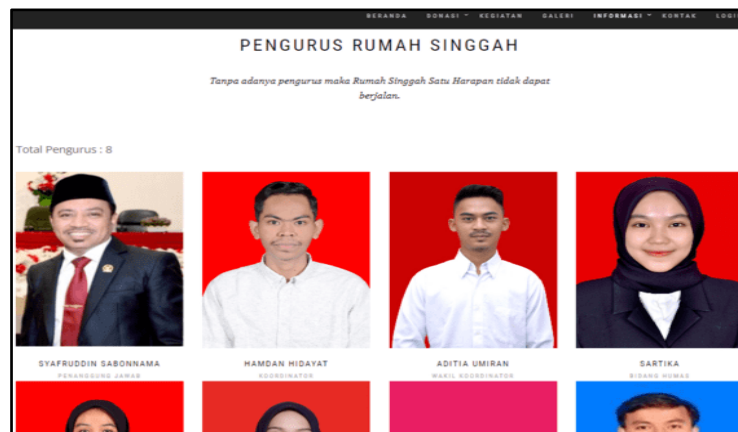 BERANDA DONASI KEGIATAN GALERI INFORMASI KONTAK LOGIN
PENGURUS RUMAH SINGGAH
Tanpa adanya pengurus maka Rumah Singgah Satu Harapan tidak dapat
berjalan.
Total Pengurus : 8
SYAFRUDDIN SABONNAMA HAMDAN HIDAYAT ADITIA UMIRAN SARTIKA
PENANGGUNG JAWAB KOORDINATOR WAKIL KOORDINATOR BIDANG HUMAS